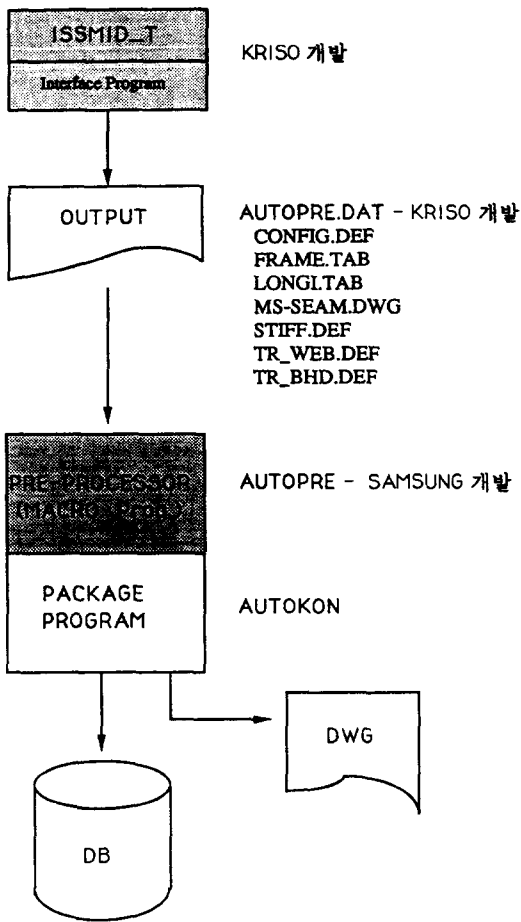 ISSMID_T
KRISO 개발
Interface Program
OUTPUT
AUTOPRE.DAT - KRISO 개발
CONFIG.DEF
FRAME.TAB
LONGI.TAB
MS-SEAM.DWG
STIFF.DEF
TR_WEB.DEF
TR_BHD.DEF
PRE-PROCESSOR
(MACRO Prog.)
AUTOPRE - SAMSUNG 개발
PACKAGE
PROGRAM
AUTOKON
DWG
DB